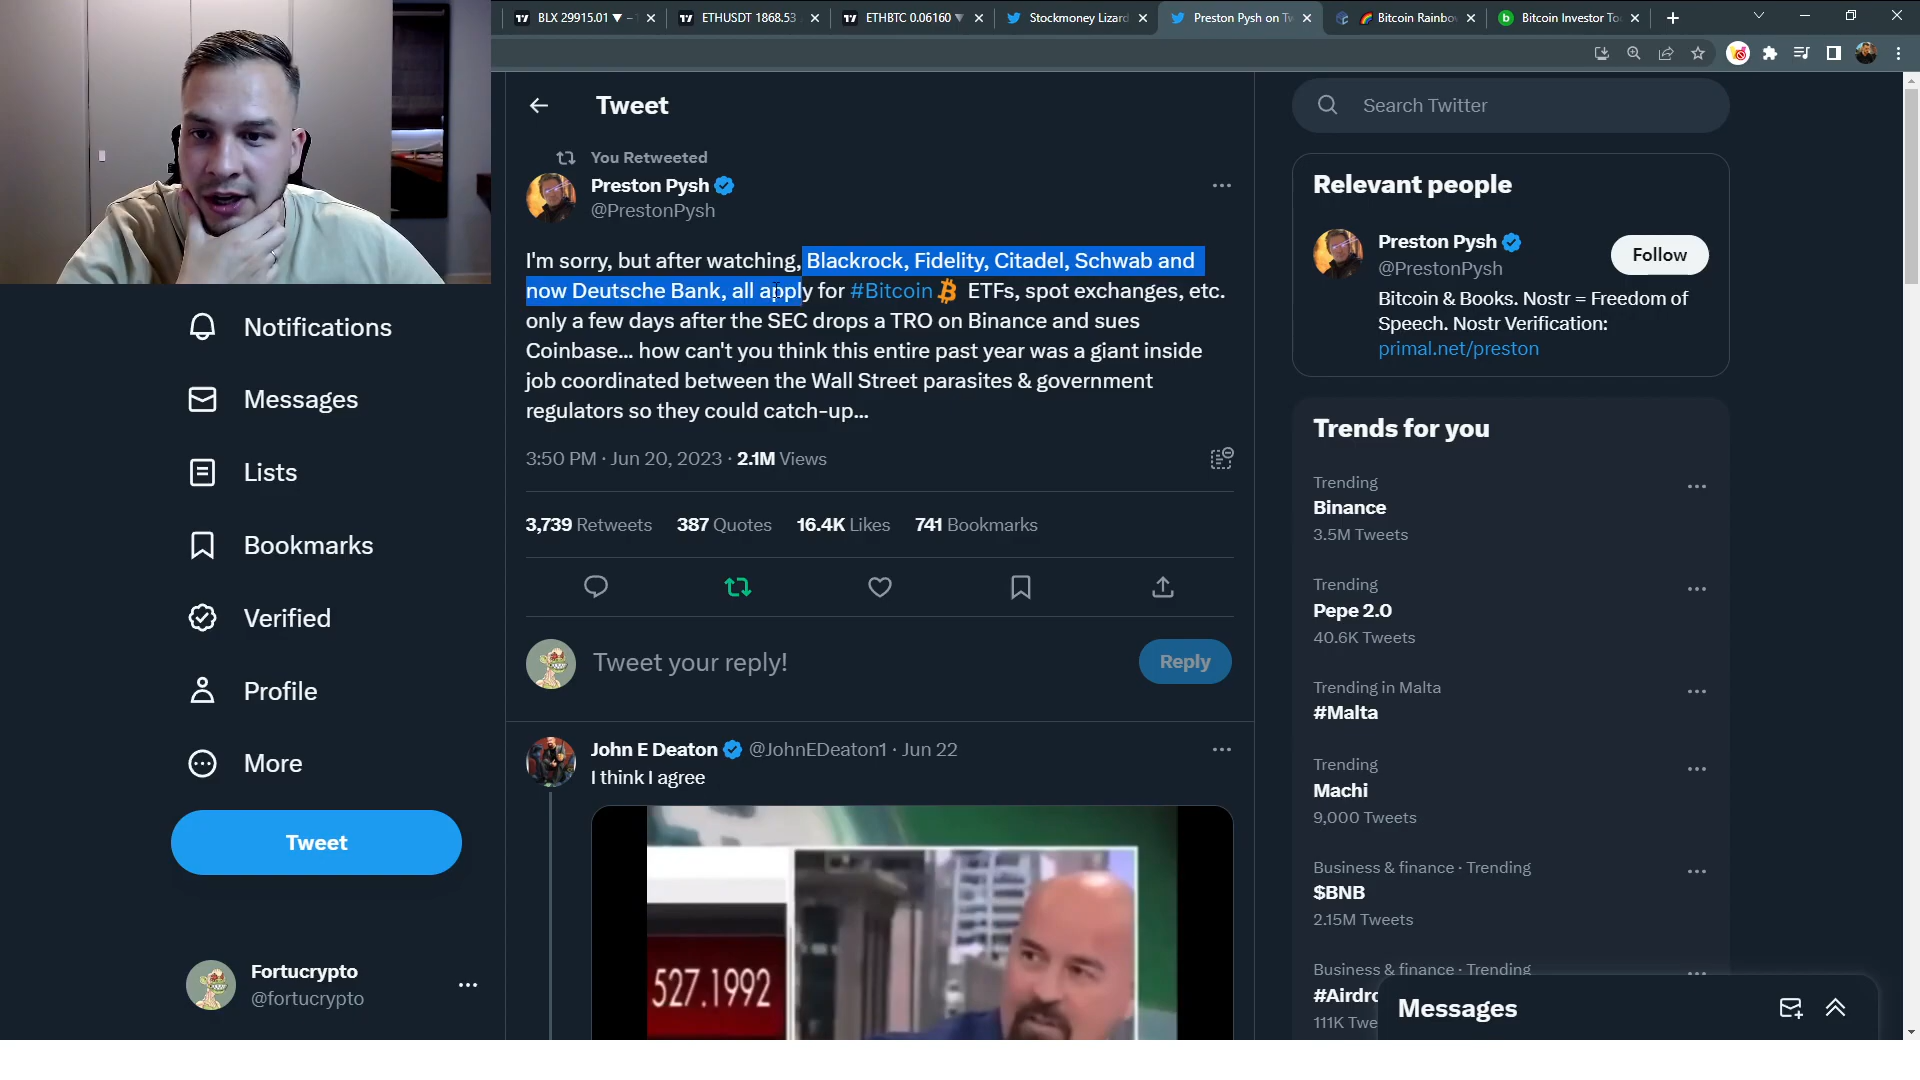 BLX 29915.01 ▼ −
ETHUSDT 1868.53
ETHBTC 0.06160 ▼
Stockmoney Lizard
Preston Pysh on Tw
Bitcoin Rainbo
Bitcoin Investor To
Tweet
Search Twitter
You Retweeted
Preston Pysh
@PrestonPysh
I'm sorry, but after watching, Blackrock, Fidelity, Citadel, Schwab and
now Deutsche Bank, all apply for #Bitcoin ETFs, spot exchanges, etc.
only a few days after the SEC drops a TRO on Binance and sues
Coinbase... how can't you think this entire past year was a giant inside
job coordinated between the Wall Street parasites & government
regulators so they could catch-up...
3:50 PM · Jun 20, 2023 · 2.1M Views
3,739 Retweets 387 Quotes 16.4K Likes 741 Bookmarks
Tweet your reply!
Reply
John E Deaton @JohnEDeaton1 · Jun 22
I think I agree
527.1992
Notifications
Messages
Lists
Bookmarks
Verified
Profile
More
Tweet
Fortucrypto
@fortucrypto
Relevant people
Preston Pysh
@PrestonPysh
Follow
Bitcoin & Books. Nostr = Freedom of
Speech. Nostr Verification:
primal.net/preston
Trends for you
Trending
Binance
3.5M Tweets
Trending
Pepe 2.0
40.6K Tweets
Trending in Malta
#Malta
Trending
Machi
9,000 Tweets
Business & finance · Trending
$BNB
2.15M Tweets
Business & finance · Trending
#Airdro
111K Twe
Messages